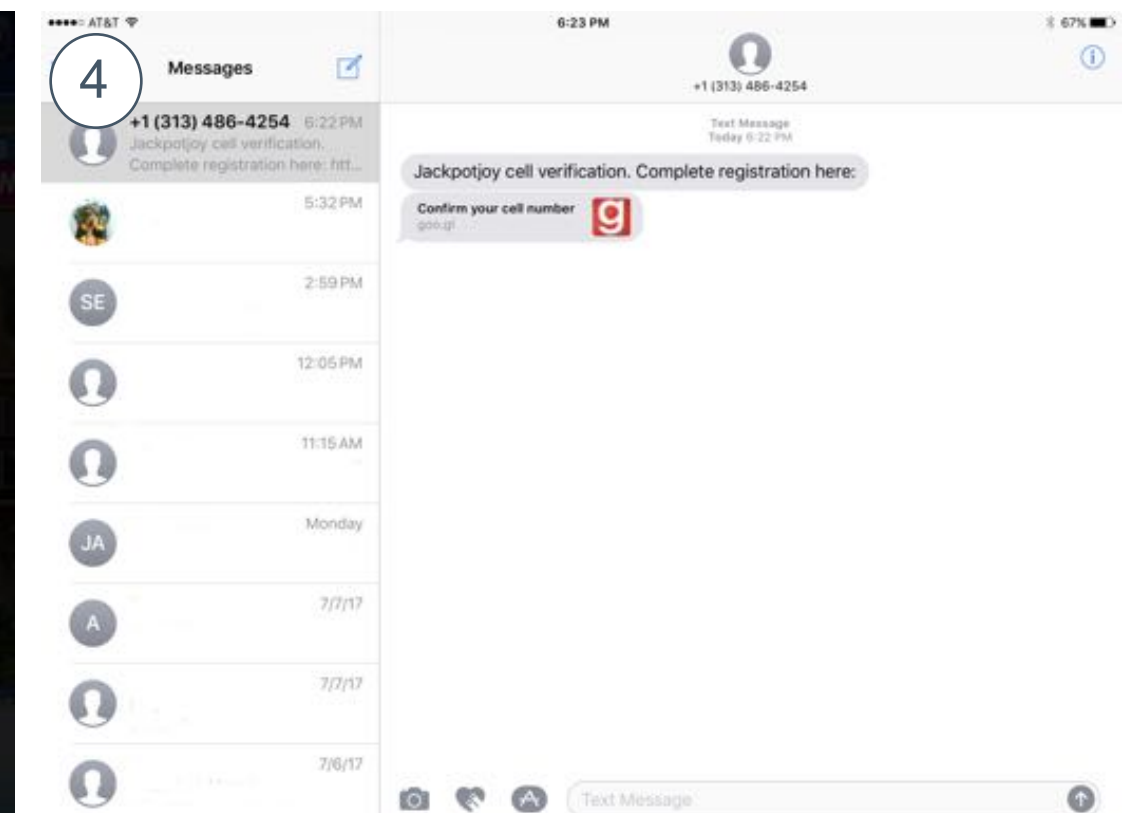 AT&T
6:23 PM
67%
4
Messages
+1 (313) 486-4254
+1 (313) 486-4254 6:22 PM
Jackpotjoy cell verification.
Complete registration here: htt...
5:32 PM
SE
2:59 PM
12:05 PM
11:15 AM
JA
Monday
A
7/7/17
7/7/17
7/6/17
Text Message
Today 6:22 PM
Jackpotjoy cell verification. Complete registration here:
Confirm your cell number
goo.gl
g
Text Message